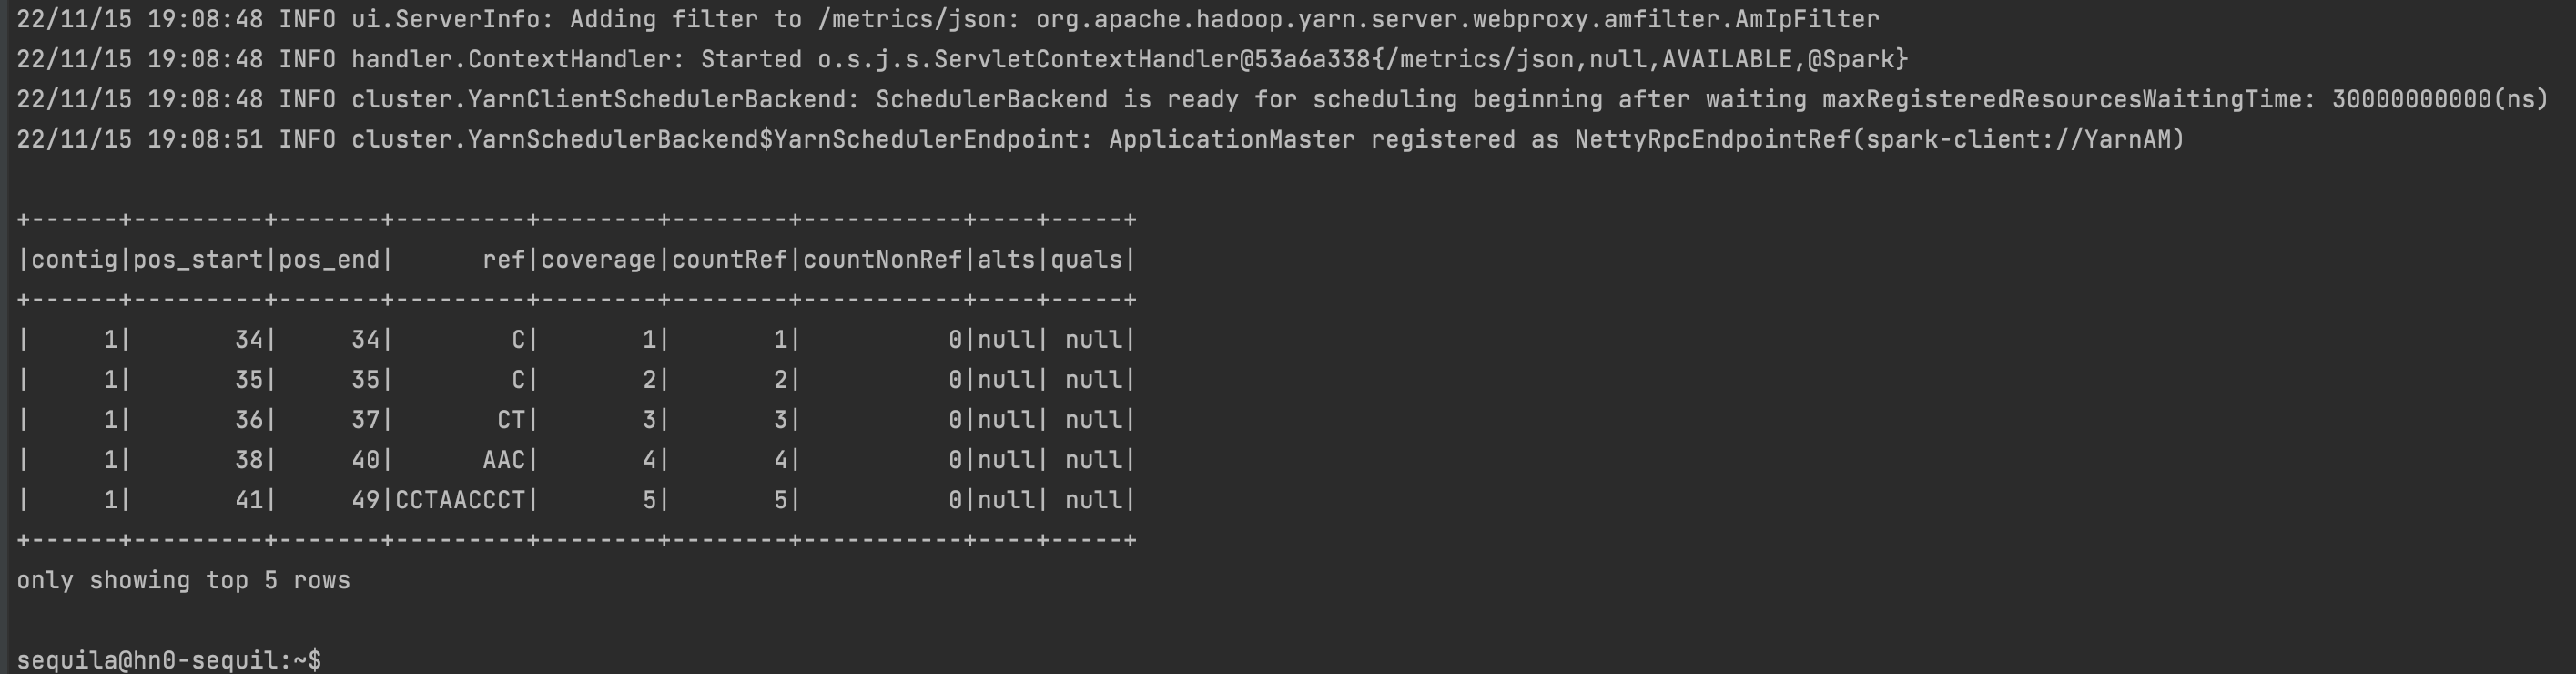 22/11/15 19:08:48 INFO ui.ServerInfo: Adding filter to /metrics/json: org.apache.hadoop.yarn.server.webproxy.amfilter.AmIpFilter
22/11/15 19:08:48 INFO handler.ContextHandler: Started o.s.j.s.ServletContextHandler@53a6a338{/metrics/json,null,AVAILABLE,@Spark}
22/11/15 19:08:48 INFO cluster.YarnClientSchedulerBackend: SchedulerBackend is ready for scheduling beginning after waiting maxRegisteredResourcesWaitingTime: 30000000000(ns)
22/11/15 19:08:51 INFO cluster.YarnSchedulerBackend$YarnSchedulerEndpoint: ApplicationMaster registered as NettyRpcEndpointRef(spark-client://YarnAM)
+------+---------+-------+---------+--------+--------+-----------+----+-----+
|contig|pos_start|pos_end|      ref|coverage|countRef|countNonRef|alts|quals|
+------+---------+-------+---------+--------+--------+-----------+----+-----+
|     1|       34|     34|        C|       1|       1|          0|null| null|
|     1|       35|     35|        C|       2|       2|          0|null| null|
|     1|       36|     37|       CT|       3|       3|          0|null| null|
|     1|       38|     40|      AAC|       4|       4|          0|null| null|
|     1|       41|     49|CCTAACCCT|       5|       5|          0|null| null|
+------+---------+-------+---------+--------+--------+-----------+----+-----+
only showing top 5 rows
sequila@hn0-sequil:~$